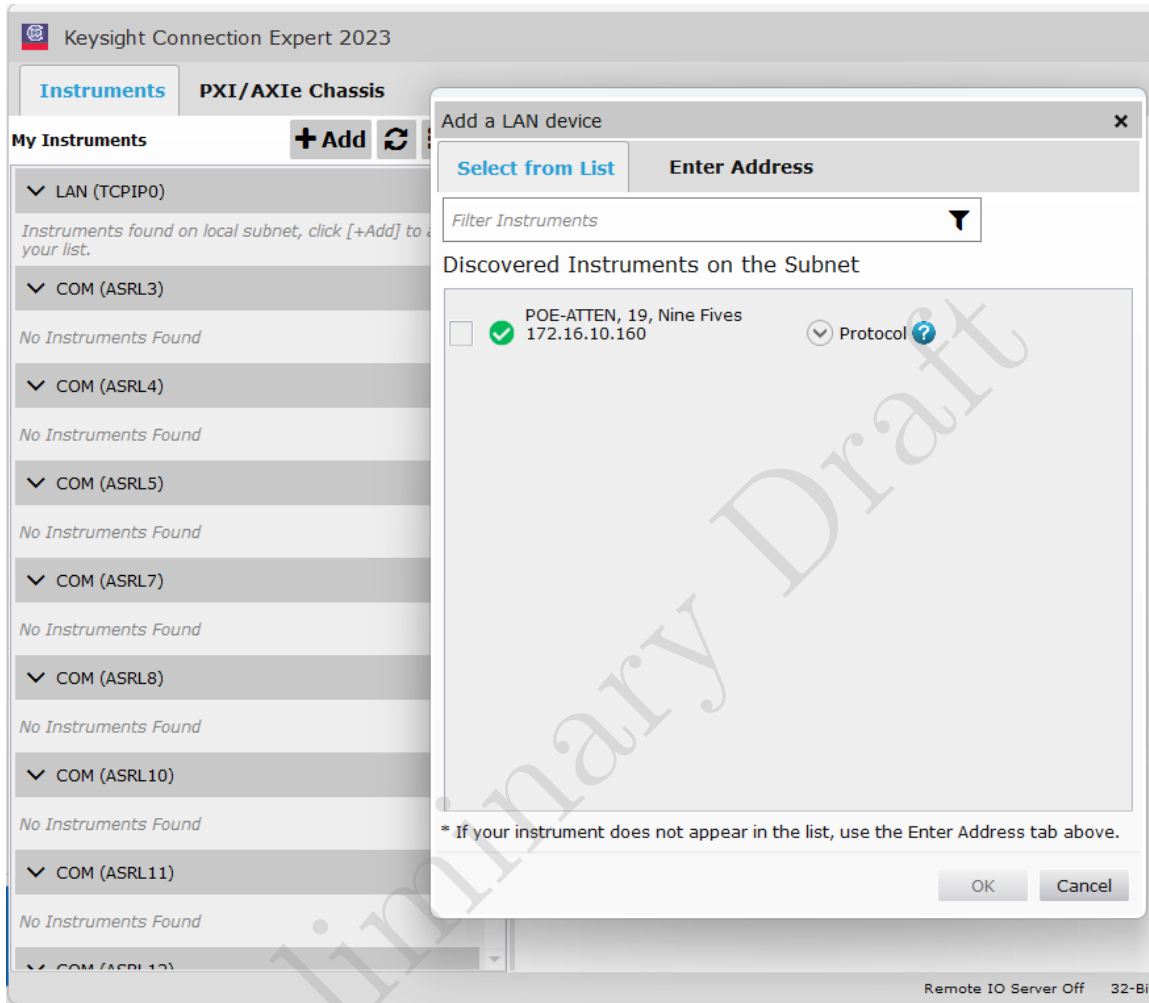 Keysight Connection Expert 2023
Instruments
PXI/AXIe Chassis
My Instruments
Add
LAN (TCPIP0)
Instruments found on local subnet, click [+Add] to
your list.
COM (ASRL3)
No Instruments Found
COM (ASRL4)
No Instruments Found
COM (ASRL5)
No Instruments Found
COM (ASRL7)
No Instruments Found
COM (ASRL8)
No Instruments Found
COM (ASRL10)
No Instruments Found
COM (ASRL11)
No Instruments Found
COM (ASRL12)
Add a LAN device
Select from List
Enter Address
Filter Instruments
Discovered Instruments on the Subnet
POE-ATTEN, 19, Nine Fives
172.16.10.160
Protocol
* If your instrument does not appear in the list, use the Enter Address tab above.
OK
Cancel
Remote IO Server Off
32-Bi
liminary Draft